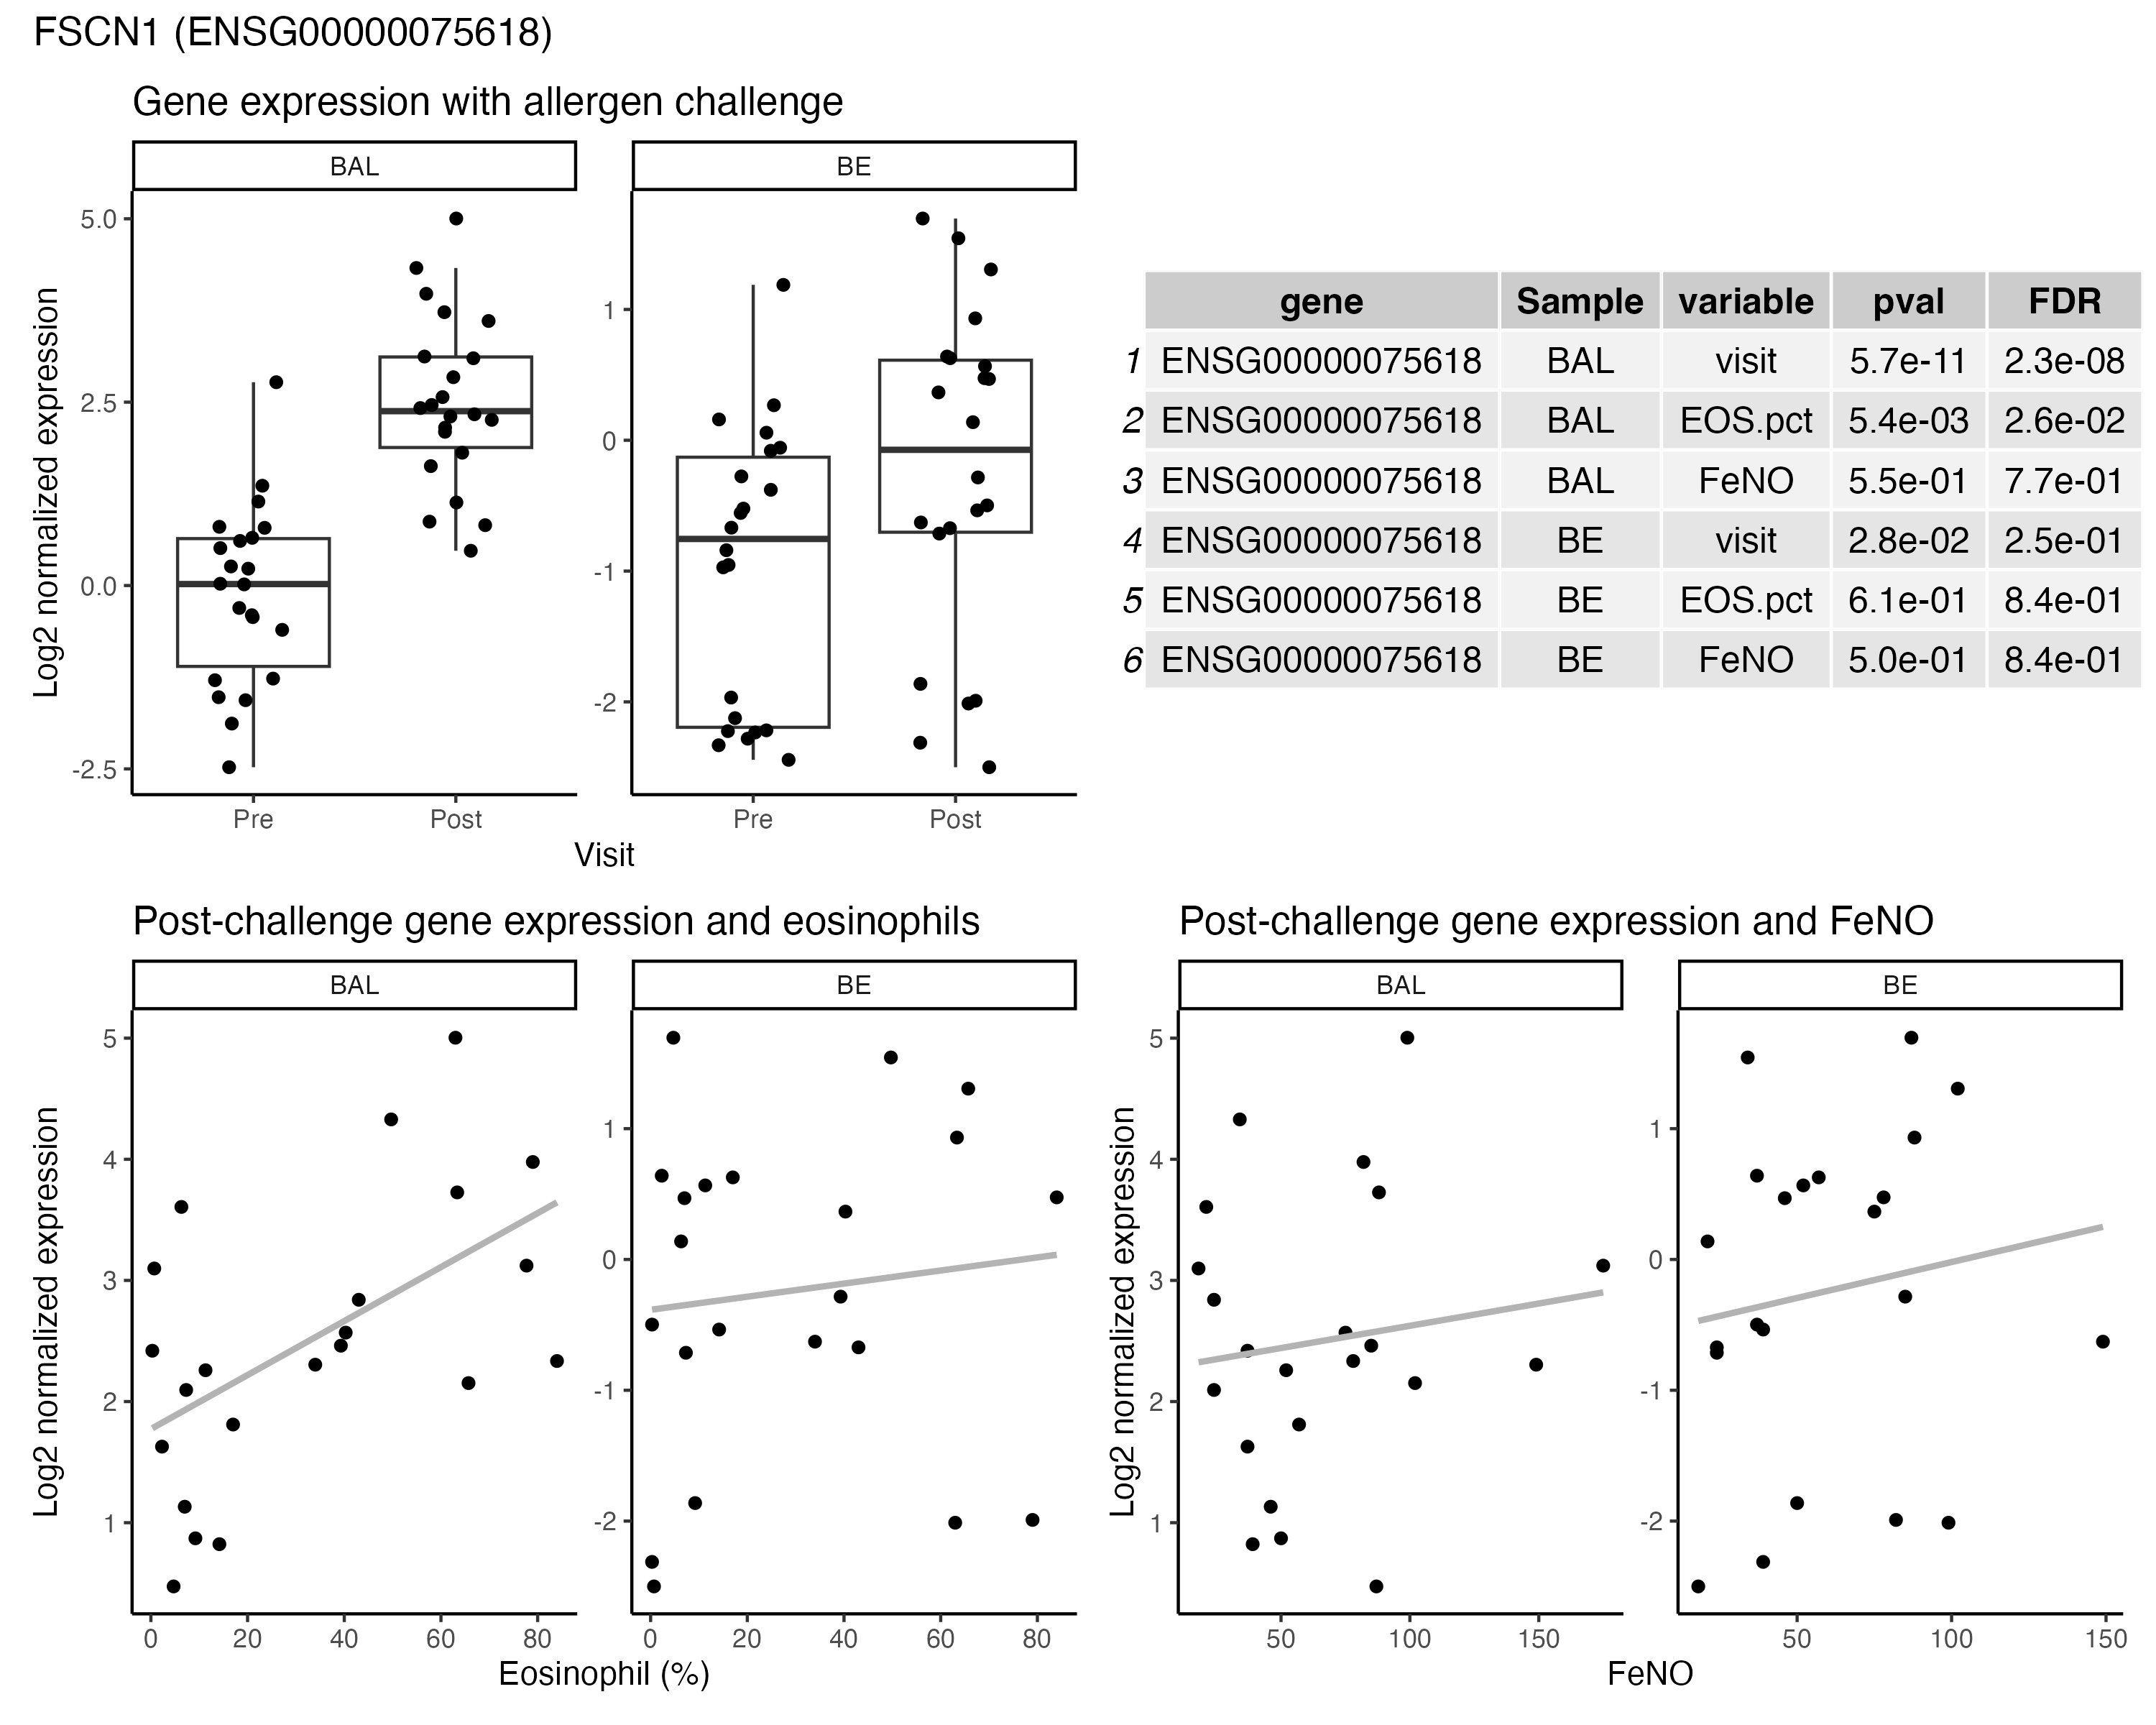 FSCN1 (ENSG00000075618)
Gene expression with allergen challenge
BAL
BE
Log2 normalized expression
5.0
2.5
0.0
-2.5
1
0
-1
-2
Pre
Post
Pre
Post
Visit
gene Sample variable pval FDR
1 ENSG00000075618 BAL visit 5.7e-11 2.3e-08
2 ENSG00000075618 BAL EOS.pct 5.4e-03 2.6e-02
3 ENSG00000075618 BAL FeNO 5.5e-01 7.7e-01
4 ENSG00000075618 BE visit 2.8e-02 2.5e-01
5 ENSG00000075618 BE EOS.pct 6.1e-01 8.4e-01
6 ENSG00000075618 BE FeNO 5.0e-01 8.4e-01
Post-challenge gene expression and eosinophils
BAL
BE
Log2 normalized expression
5
4
3
2
1
1
0
-1
-2
0 20 40 60 80
0 20 40 60 80
Eosinophil (%)
Post-challenge gene expression and FeNO
BAL
BE
Log2 normalized expression
5
4
3
2
1
1
0
-1
-2
50 100 150
50 100 150
FeNO